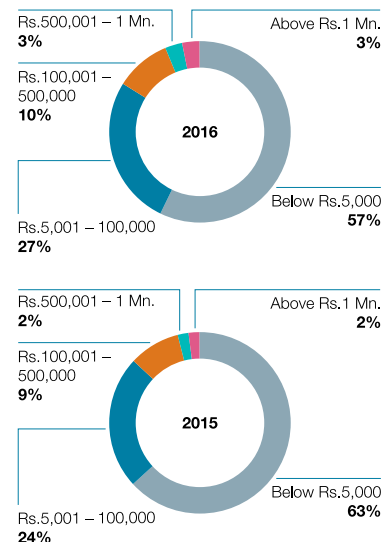 Rs.500,001 – 1 Mn.
3%
Above Rs.1 Mn.
3%
Rs.100,001 –
500,000
10%
2016
Rs.5,001 – 100,000
27%
Below Rs.5,000
57%
Rs.500,001 – 1 Mn.
2%
Above Rs.1 Mn.
2%
Rs.100,001 –
500,000
9%
2015
Rs.5,001 – 100,000
24%
Below Rs.5,000
63%